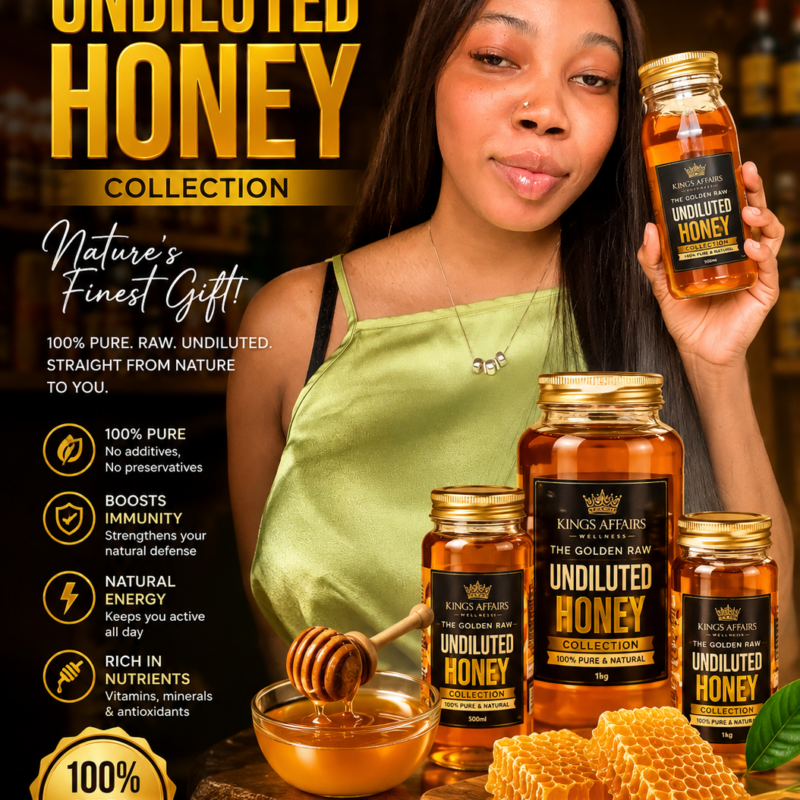 UNDILUTED
HONEY
COLLECTION
Nature's
Finest Gift!
100% PURE. RAW. UNDILUTED.
STRAIGHT FROM NATURE
TO YOU.
100% PURE
No additives,
No preservatives
BOOSTS
IMMUNITY
Strengthens your
natural defense
NATURAL
ENERGY
Keeps you active
all day
RICH IN
NUTRIENTS
Vitamins, minerals
& antioxidants
100%
KINGS AFFAIRS
THE GOLDEN RAW
UNDILUTED
HONEY
COLLECTION
100% PURE & NATURAL
500ml
KINGS AFFAIRS
WELLNESS
THE GOLDEN RAW
UNDILUTED
HONEY
COLLECTION
100% PURE & NATURAL
500ml
KINGS AFFAIRS
WELLNESS
THE GOLDEN RAW
UNDILUTED
HONEY
COLLECTION
100% PURE & NATURAL
1kg
KINGS AFFAIRS
WELLNESS
THE GOLDEN RAW
UNDILUTED
HONEY
COLLECTION
100% PURE & NATURAL
1kg